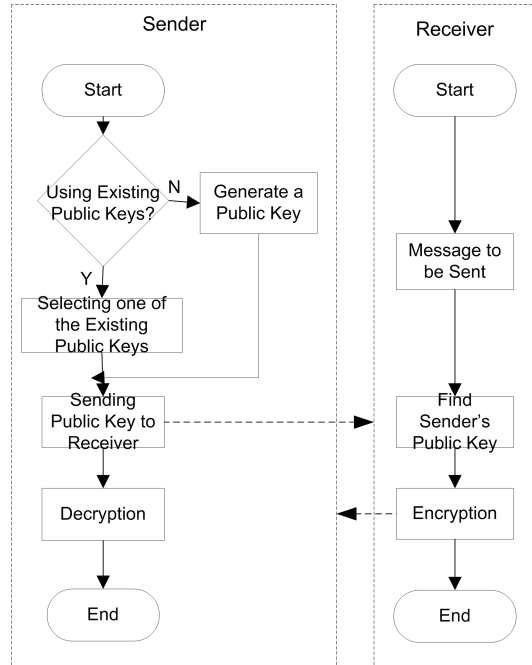 Sender
Start
Using Existing
Public Keys?
N
Generate a
Public Key
Y
Selecting one of
the Existing
Public Keys
Sending
Public Key to
Receiver
Decryption
End
Receiver
Start
Message to
be Sent
Find
Sender's
Public Key
Encryption
End